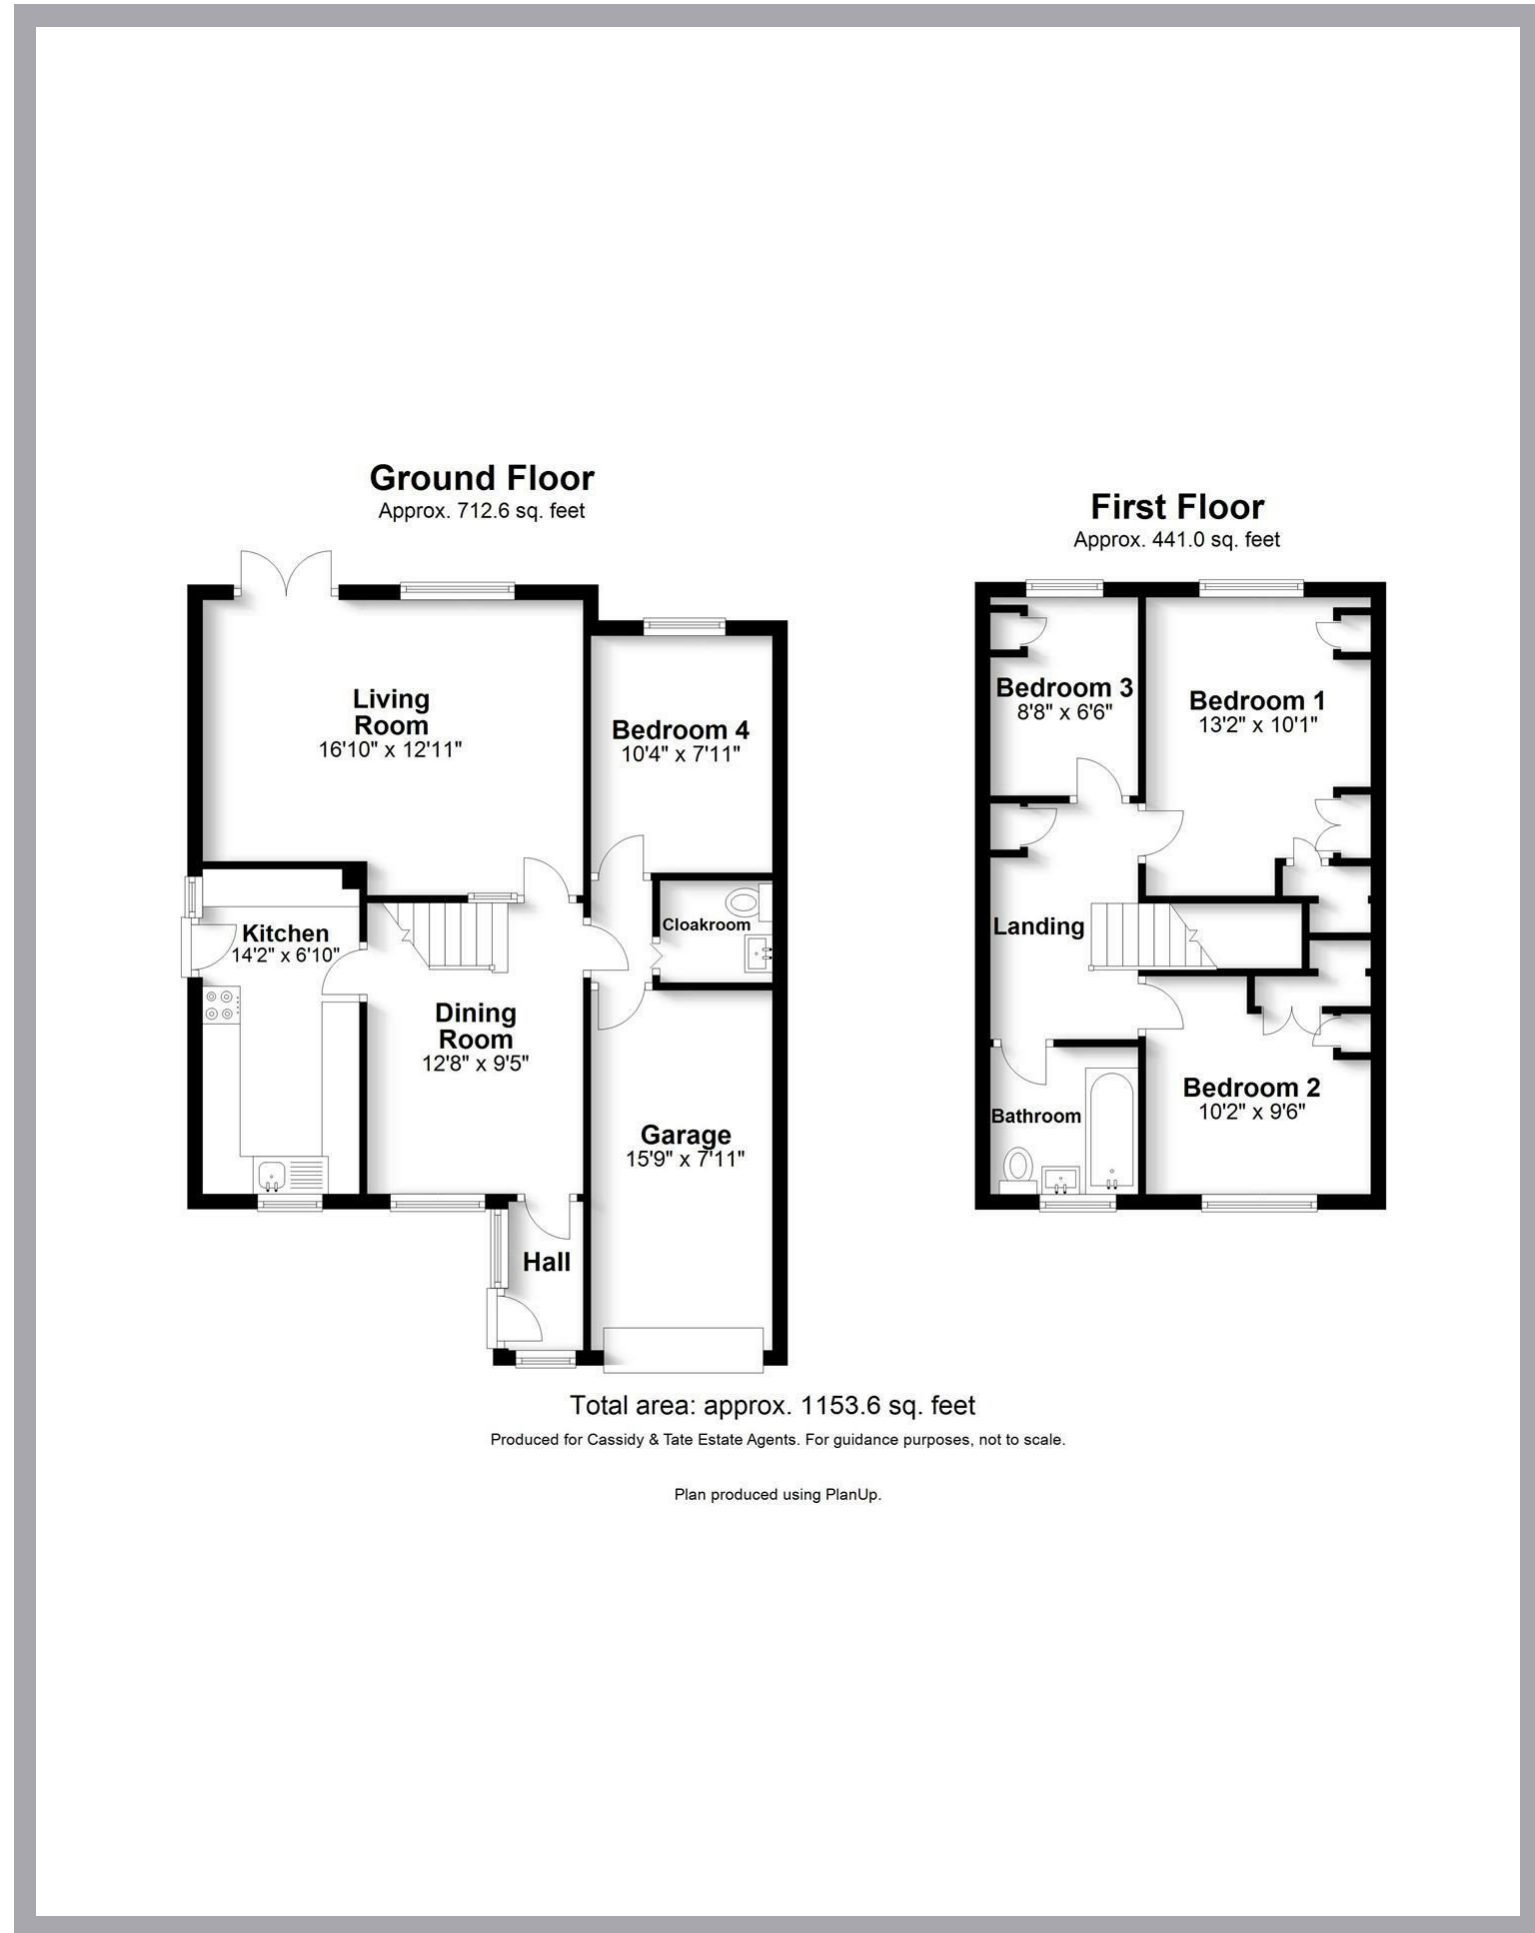 Ground Floor
Approx. 712.6 sq. feet
Living
Room
16'10" x 12'11"
Bedroom 4
10'4" x 7'11"
Kitchen
14'2" x 6'10"
Cloakroom
Dining
Room
12'8" x 9'5"
Garage
15'9" x 7'11"
Hall
First Floor
Approx. 441.0 sq. feet
Bedroom 3
8'8" x 6'6"
Bedroom 1
13'2" x 10'1"
Landing
Bathroom
Bedroom 2
10'2" x 9'6"
Total area: approx. 1153.6 sq. feet
Produced for Cassidy & Tate Estate Agents. For guidance purposes, not to scale.
Plan produced using PlanUp.